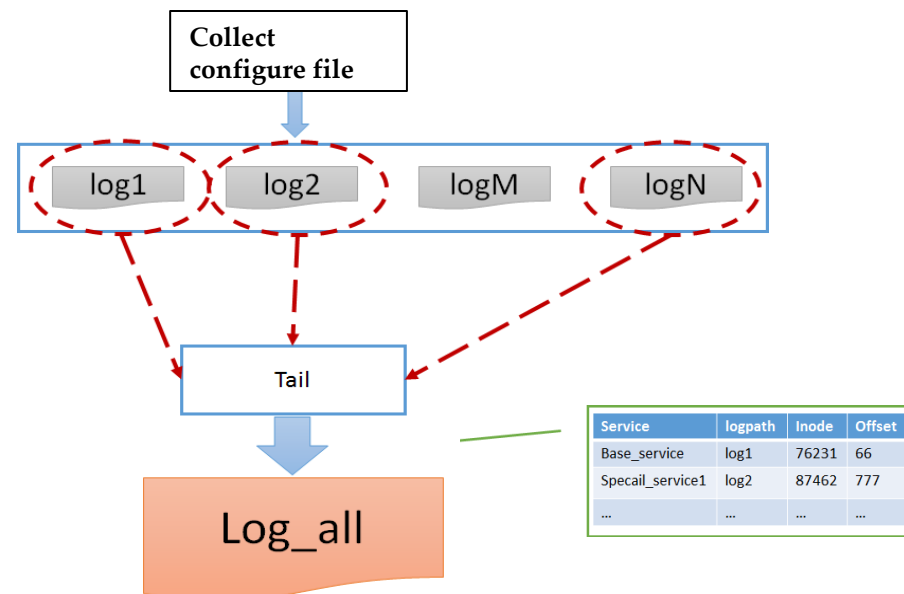 Collect
configure file
log1 log2 logM logN
Tail
Service logpath Inode Offset
Base_service log1 76231 66
Specail_service1 log2 87462 777
... ... ... ...
Log_all